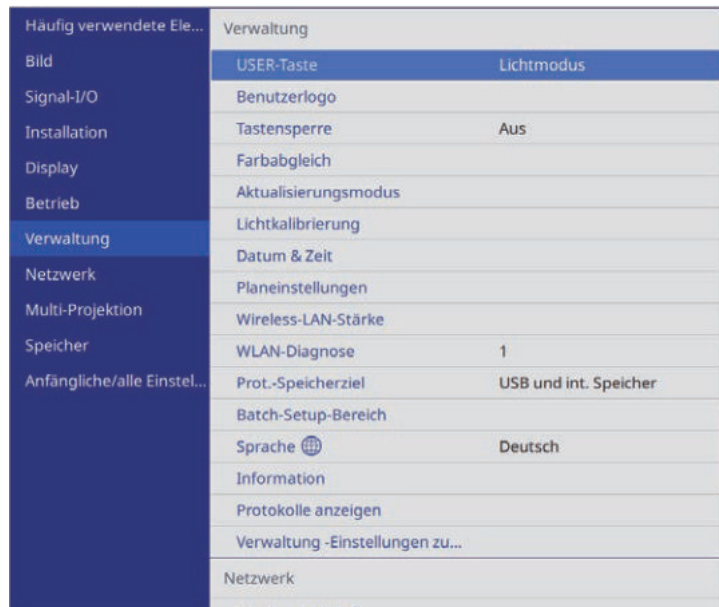 Häufig verwendete Ele...
Bild
Signal-I/O
Installation
Display
Betrieb
Verwaltung
Netzwerk
Multi-Projektion
Speicher
Anfängliche/alle Einstel...
Verwaltung
USER-Taste Lichtmodus
Benutzerlogo
Tastensperre Aus
Farbabgleich
Aktualisierungsmodus
Lichtkalibrierung
Datum & Zeit
Planeinstellungen
Wireless-LAN-Stärke
WLAN-Diagnose 1
Prot.-Speicherziel USB und int. Speicher
Batch-Setup-Bereich
Sprache Deutsch
Information
Protokolle anzeigen
Verwaltung -Einstellungen zu...
Netzwerk